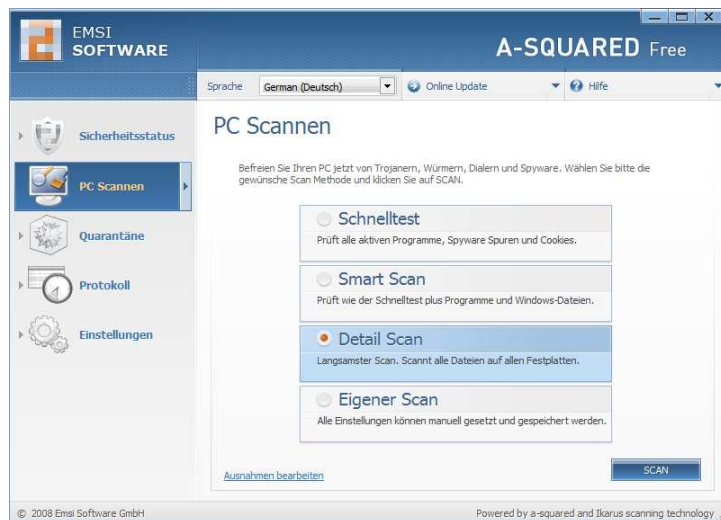 EMSI
SOFTWARE
A-SQUARED Free
Sprache German (Deutsch) Online Update Hilfe
Sicherheitsstatus
PC Scannen
Quarantäne
Protokoll
Einstellungen
PC Scannen
Befreien Sie Ihren PC jetzt von Trojanern, Würmern, Dialern und Spyware. Wählen Sie bitte die
gewünsche Scan Methode und klicken Sie auf SCAN.
Schnelltest
Prüft alle aktiven Programme, Spyware Spuren und Cookies.
Smart Scan
Prüft wie der Schnelltest plus Programme und Windows-Dateien.
Detail Scan
Langsamster Scan. Scannt alle Dateien auf allen Festplatten.
Eigener Scan
Alle Einstellungen können manuell gesetzt und gespeichert werden.
Ausnahmen bearbeiten
SCAN
© 2008 Emsi Software GmbH
Powered by a-squared and Ikarus scanning technology